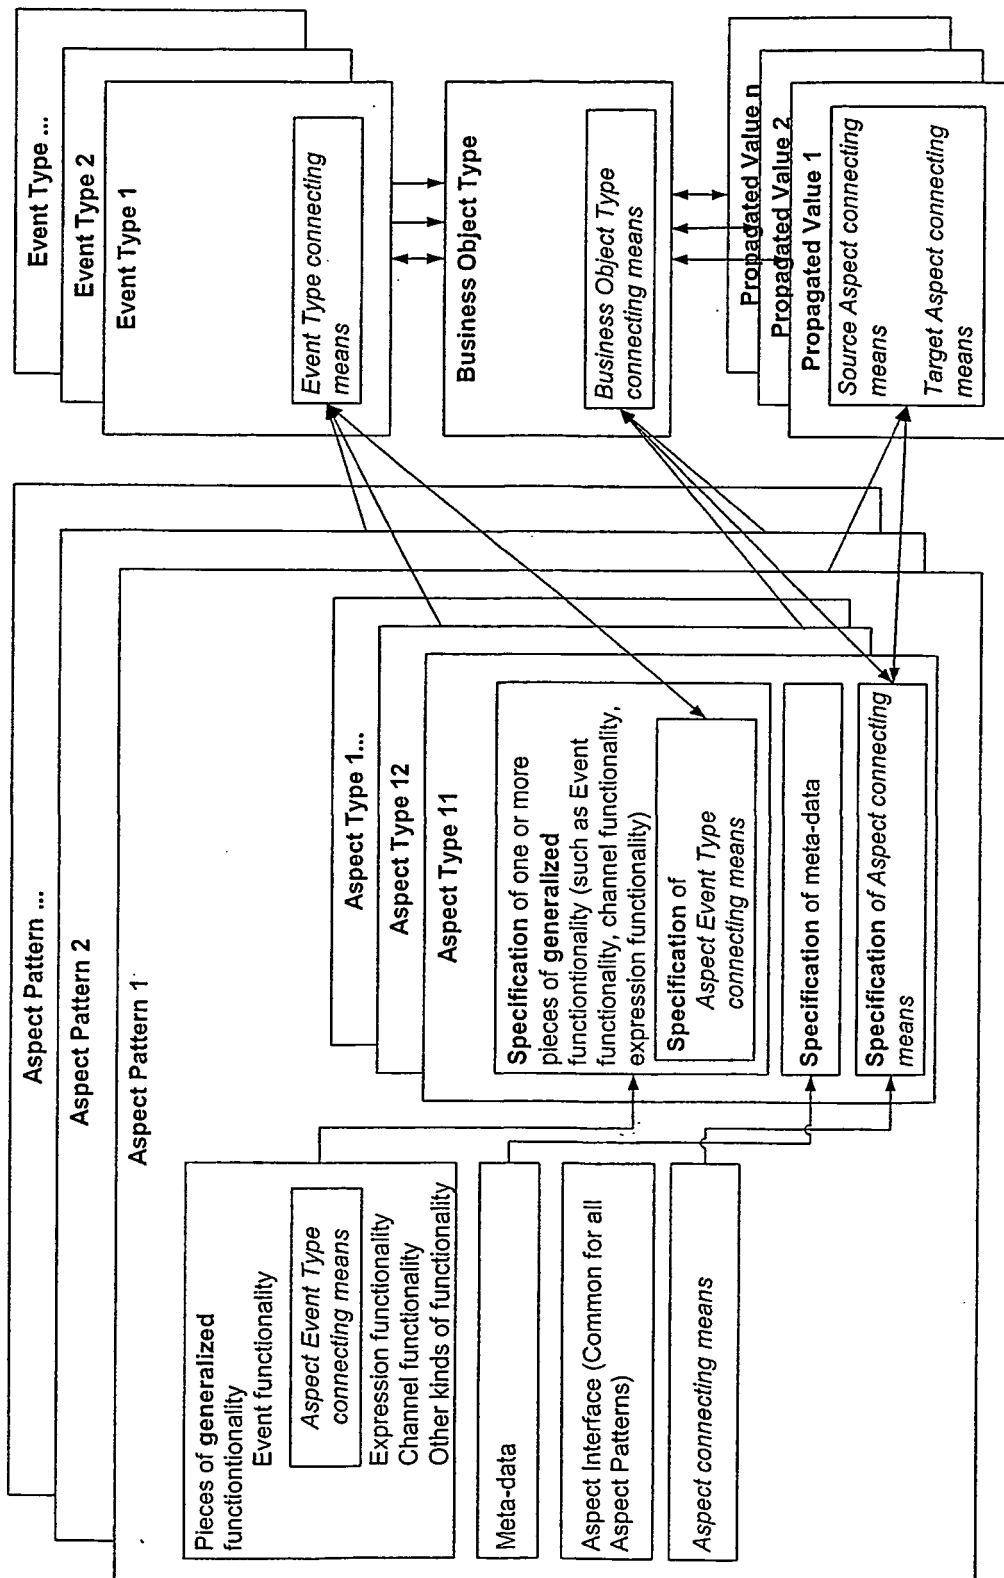 Aspect Pattern ...
Aspect Pattern 2
Aspect Pattern 1
Pieces of generalized
functiontionality
Event functionality
Aspect Event Type
connecting means
Expression functionality
Channel functionality
Other kinds of functionality
Meta-data
Aspect Interface (Common for all
Aspect Patterns)
Aspect connecting means
Aspect Type 1...
Aspect Type 12
Aspect Type 11
Specification of one or more
pieces of generalized
functiontionality (such as Event
functionality, channel functionality,
expression functionality)
Specification of
Aspect Event Type
connecting means
Specification of meta-data
Specification of Aspect connecting
means
Event Type ...
Event Type 2
Event Type 1
Event Type connecting
means
Business Object Type
Business Object Type
connecting means
Propagated Value n
Propagated Value 2
Propagated Value 1
Source Aspect connecting
means
Target Aspect connecting
means